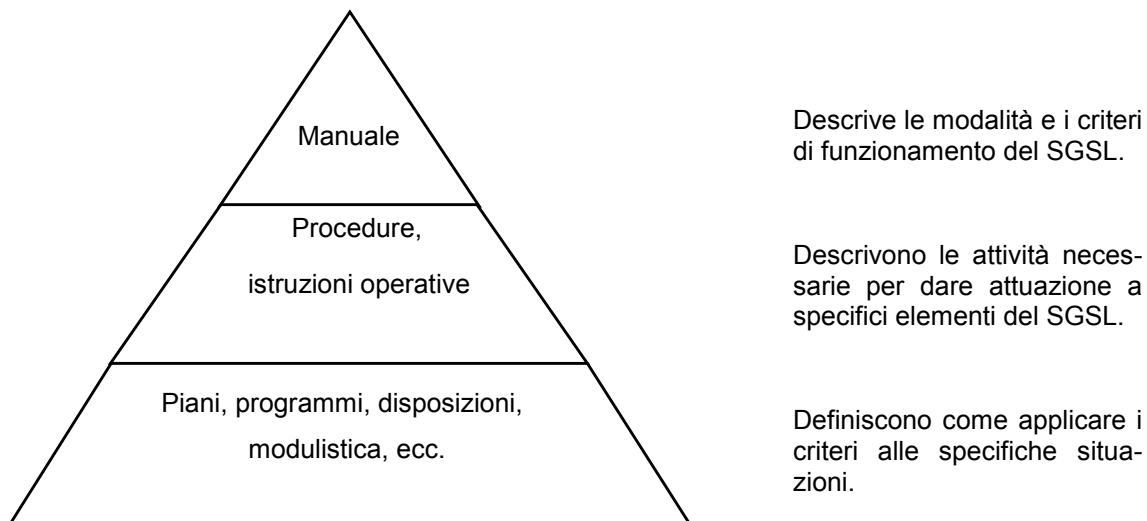 Manuale
Descrive le modalità e i criteri
di funzionamento del SGSL.
Procedure,
istruzioni operative
Descrivono le attività neces-
sarie per dare attuazione a
specifici elementi del SGSL.
Piani, programmi, disposizioni,
modulistica, ecc.
Definiscono come applicare i
criteri alle specifiche situa-
zioni.